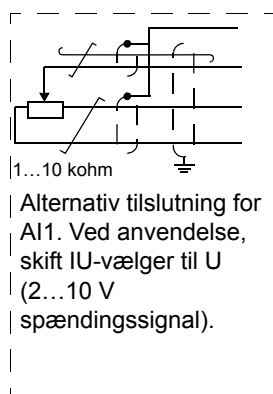 1…10 kohm
Alternativ tilslutning for
AI1. Ved anvendelse,
skift IU-vælger til U
(2…10 V
spændingssignal).